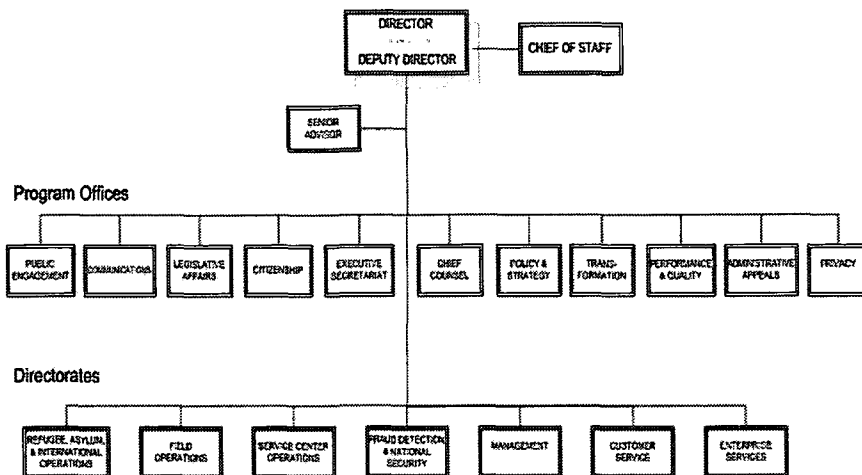 DIRECTOR
DEPUTY DIRECTOR
CHIEF OF STAFF
SENIOR
ADVISOR
Program Offices
PUBLIC
ENGAGEMENT
COMMUNICATIONS
LEGISLATIVE
AFFAIRS
CITIZENSHIP
EXECUTIVE
SECRETARIAT
CHIEF
COUNSEL
POLICY &
STRATEGY
TRANS-
FORMATION
PERFORMANCE
& QUALITY
ADMINISTRATIVE
APPEALS
PRIVACY
Directorates
REFUGEE, ASYLUM,
& INTERNATIONAL
OPERATIONS
FIELD
OPERATIONS
SERVICE CENTER
OPERATIONS
FRAUD DETECTION
& NATIONAL
SECURITY
MANAGEMENT
CUSTOMER
SERVICE
ENTERPRISE
SERVICES